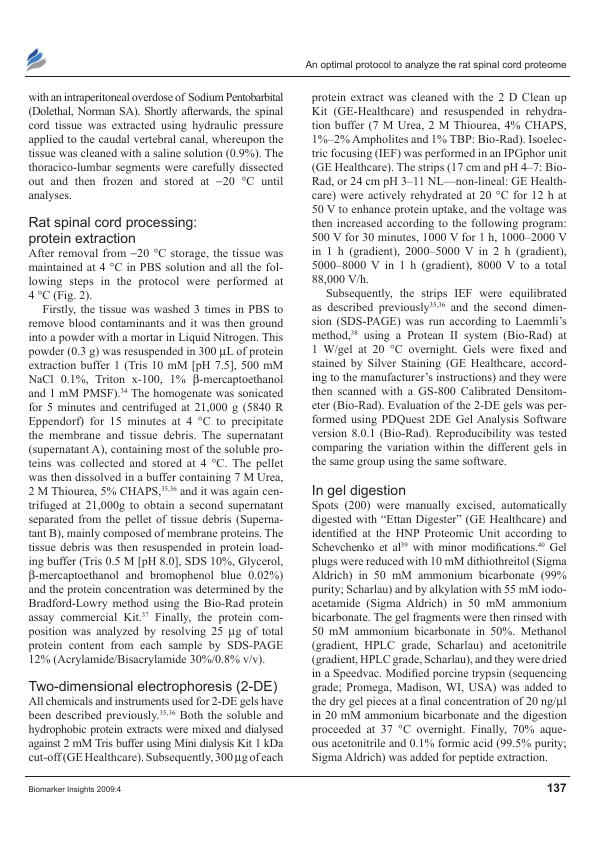 An optimal protocol to analyze the rat spinal cord proteome
with an intraperitoneal overdose of Sodium Pentobarbital
(Dolethal, Norman SA). Shortly afterwards, the spinal
cord tissue was extracted using hydraulic pressure
applied to the caudal vertebral canal, whereupon the
tissue was cleaned with a saline solution (0.9%). The
thoracico-lumbar segments were carefully dissected
out and then frozen and stored at −20 °C until
analyses.
Rat spinal cord processing:
protein extraction
After removal from −20 °C storage, the tissue was
maintained at 4 °C in PBS solution and all the fol-
lowing steps in the protocol were performed at
4 °C (Fig. 2).
Firstly, the tissue was washed 3 times in PBS to
remove blood contaminants and it was then ground
into a powder with a mortar in Liquid Nitrogen. This
powder (0.3 g) was resuspended in 300 μL of protein
extraction buffer 1 (Tris 10 mM [pH 7.5], 500 mM
NaCl 0.1%, Triton x-100, 1% β-mercaptoethanol
and 1 mM PMSF).34 The homogenate was sonicated
for 5 minutes and centrifuged at 21,000 g (5840 R
Eppendorf) for 15 minutes at 4 °C to precipitate
the membrane and tissue debris. The supernatant
(supernatant A), containing most of the soluble pro-
teins was collected and stored at 4 °C. The pellet
was then dissolved in a buffer containing 7 M Urea,
2 M Thiourea, 5% CHAPS,35,36 and it was again cen-
trifuged at 21,000g to obtain a second supernatant
separated from the pellet of tissue debris (Superna-
tant B), mainly composed of membrane proteins. The
tissue debris was then resuspended in protein load-
ing buffer (Tris 0.5 M [pH 8.0], SDS 10%, Glycerol,
β-mercaptoethanol and bromophenol blue 0.02%)
and the protein concentration was determined by the
Bradford-Lowry method using the Bio-Rad protein
assay commercial Kit.37 Finally, the protein com-
position was analyzed by resolving 25 μg of total
protein content from each sample by SDS-PAGE
12% (Acrylamide/Bisacrylamide 30%/0.8% v/v).
Two-dimensional electrophoresis (2-DE)
All chemicals and instruments used for 2-DE gels have
been described previously.35,36 Both the soluble and
hydrophobic protein extracts were mixed and dialysed
against 2 mM Tris buffer using Mini dialysis Kit 1 kDa
cut-off (GE Healthcare). Subsequently, 300 μg of each
protein extract was cleaned with the 2 D Clean up
Kit (GE-Healthcare) and resuspended in rehydra-
tion buffer (7 M Urea, 2 M Thiourea, 4% CHAPS,
1%–2% Ampholites and 1% TBP: Bio-Rad). Isoelec-
tric focusing (IEF) was performed in an IPGphor unit
(GE Healthcare). The strips (17 cm and pH 4–7: Bio-
Rad, or 24 cm pH 3–11 NL—non-lineal: GE Health-
care) were actively rehydrated at 20 °C for 12 h at
50 V to enhance protein uptake, and the voltage was
then increased according to the following program:
500 V for 30 minutes, 1000 V for 1 h, 1000–2000 V
in 1 h (gradient), 2000–5000 V in 2 h (gradient),
5000–8000 V in 1 h (gradient), 8000 V to a total
88,000 V/h.
Subsequently, the strips IEF were equilibrated
as described previously35,36 and the second dimen-
sion (SDS-PAGE) was run according to Laemmli’s
method,38 using a Protean II system (Bio-Rad) at
1 W/gel at 20 °C overnight. Gels were fixed and
stained by Silver Staining (GE Healthcare, accord-
ing to the manufacturer’s instructions) and they were
then scanned with a GS-800 Calibrated Densitom-
eter (Bio-Rad). Evaluation of the 2-DE gels was per-
formed using PDQuest 2DE Gel Analysis Software
version 8.0.1 (Bio-Rad). Reproducibility was tested
comparing the variation within the different gels in
the same group using the same software.
In gel digestion
Spots (200) were manually excised, automatically
digested with “Ettan Digester” (GE Healthcare) and
identified at the HNP Proteomic Unit according to
Schevchenko et al39 with minor modifications.40 Gel
plugs were reduced with 10 mM dithiothreitol (Sigma
Aldrich) in 50 mM ammonium bicarbonate (99%
purity; Scharlau) and by alkylation with 55 mM iodo-
acetamide (Sigma Aldrich) in 50 mM ammonium
bicarbonate. The gel fragments were then rinsed with
50 mM ammonium bicarbonate in 50%. Methanol
(gradient, HPLC grade, Scharlau) and acetonitrile
(gradient, HPLC grade, Scharlau), and they were dried
in a Speedvac. Modified porcine trypsin (sequencing
grade; Promega, Madison, WI, USA) was added to
the dry gel pieces at a final concentration of 20 ng/μl
in 20 mM ammonium bicarbonate and the digestion
proceeded at 37 °C overnight. Finally, 70% aque-
ous acetonitrile and 0.1% formic acid (99.5% purity;
Sigma Aldrich) was added for peptide extraction.
Biomarker Insights 2009:4
137